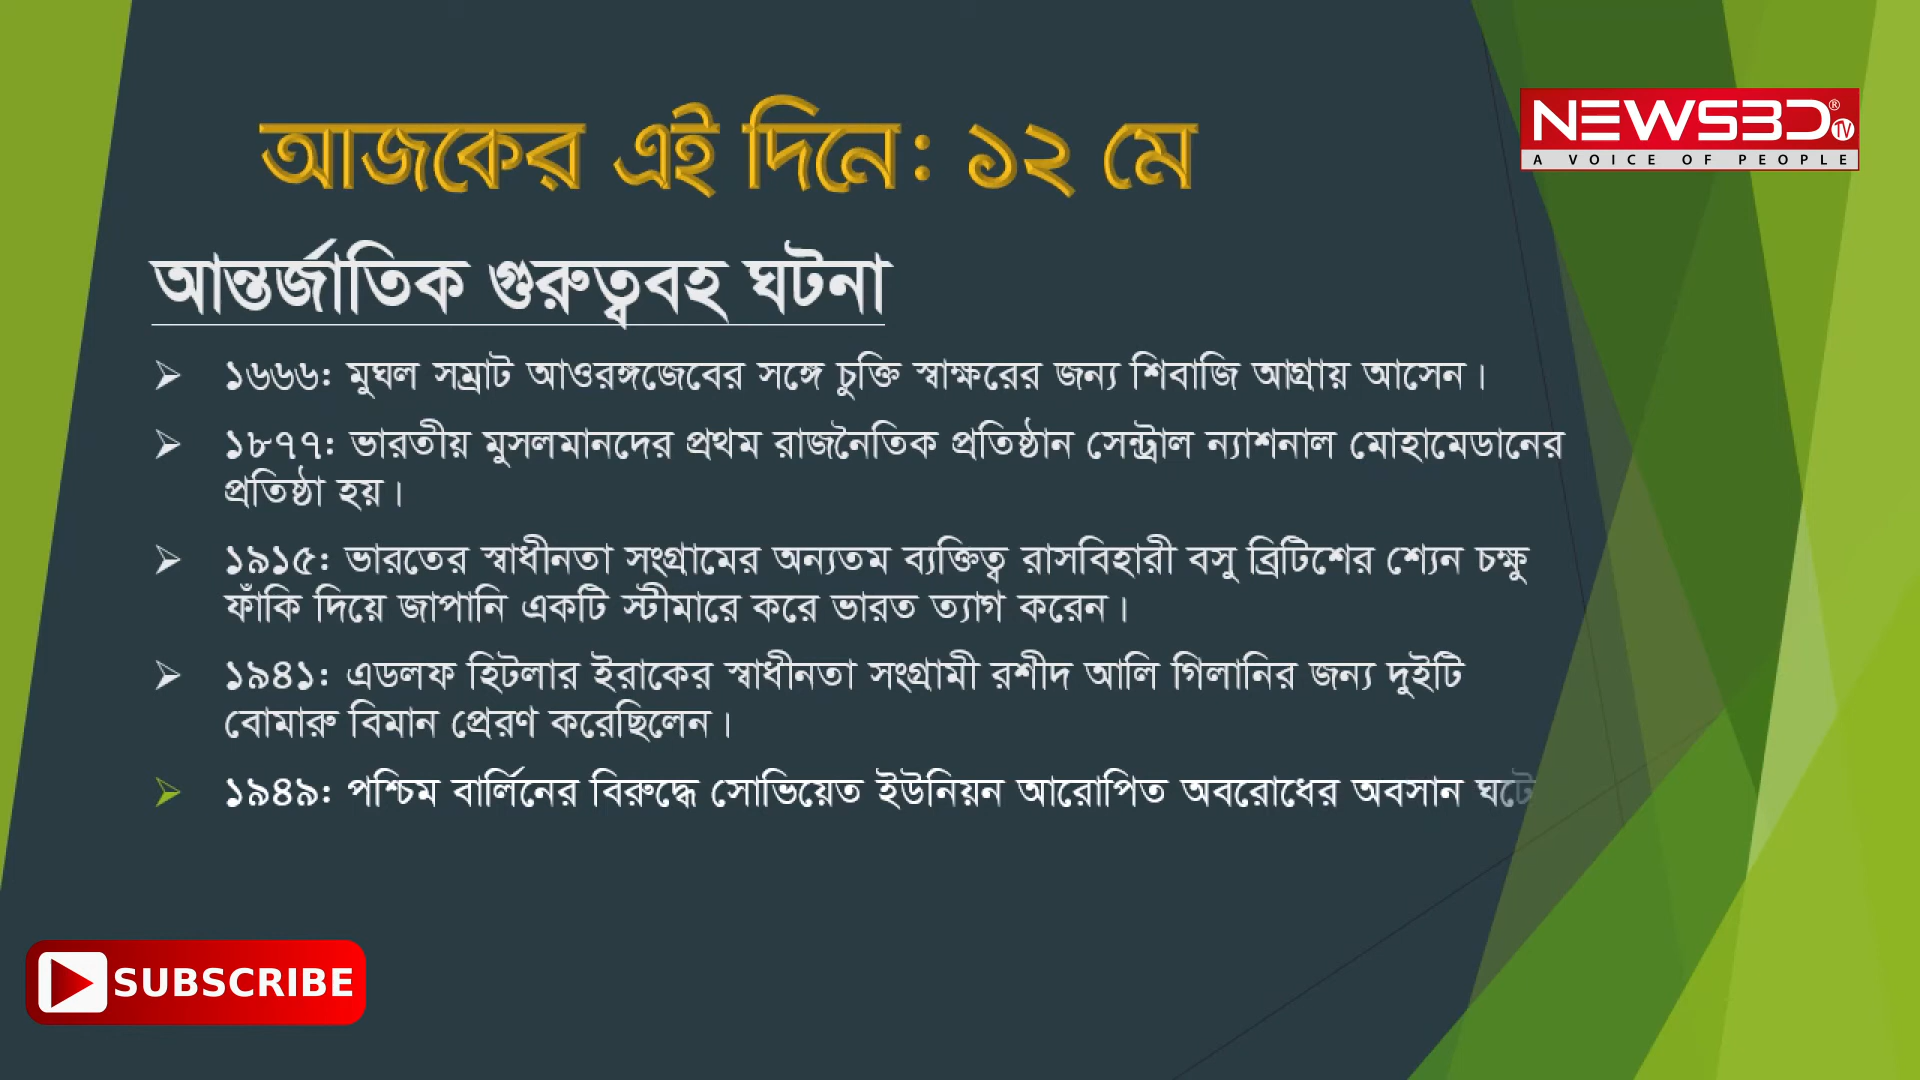 আজকের এই দিনে: ১২ মে
NEWSBD® TV
A VOICE OF PEOPLE
আন্তর্জাতিক গুরুত্ববহ ঘটনা
➢ ১৬৬৬: মুঘল সম্রাট আওরঙ্গজেবের সঙ্গে চুক্তি স্বাক্ষরের জন্য শিবাজি আগ্রায় আসেন।
➢ ১৮৭৭: ভারতীয় মুসলমানদের প্রথম রাজনৈতিক প্রতিষ্ঠান সেন্ট্রাল ন্যাশনাল মোহামেডানের
প্রতিষ্ঠা হয়।
➢ ১৯১৫: ভারতের স্বাধীনতা সংগ্রামের অন্যতম ব্যক্তিত্ব রাসবিহারী বসু ব্রিটিশের শ্যেন চক্ষু
ফাঁকি দিয়ে জাপানি একটি স্টীমারে করে ভারত ত্যাগ করেন।
➢ ১৯৪১: এডলফ হিটলার ইরাকের স্বাধীনতা সংগ্রামী রশীদ আলি গিলানির জন্য দুইটি
বোমারু বিমান প্রেরণ করেছিলেন।
➢ ১৯৪৯: পশ্চিম বার্লিনের বিরুদ্ধে সোভিয়েত ইউনিয়ন আরোপিত অবরোধের অবসান ঘটে
SUBSCRIBE